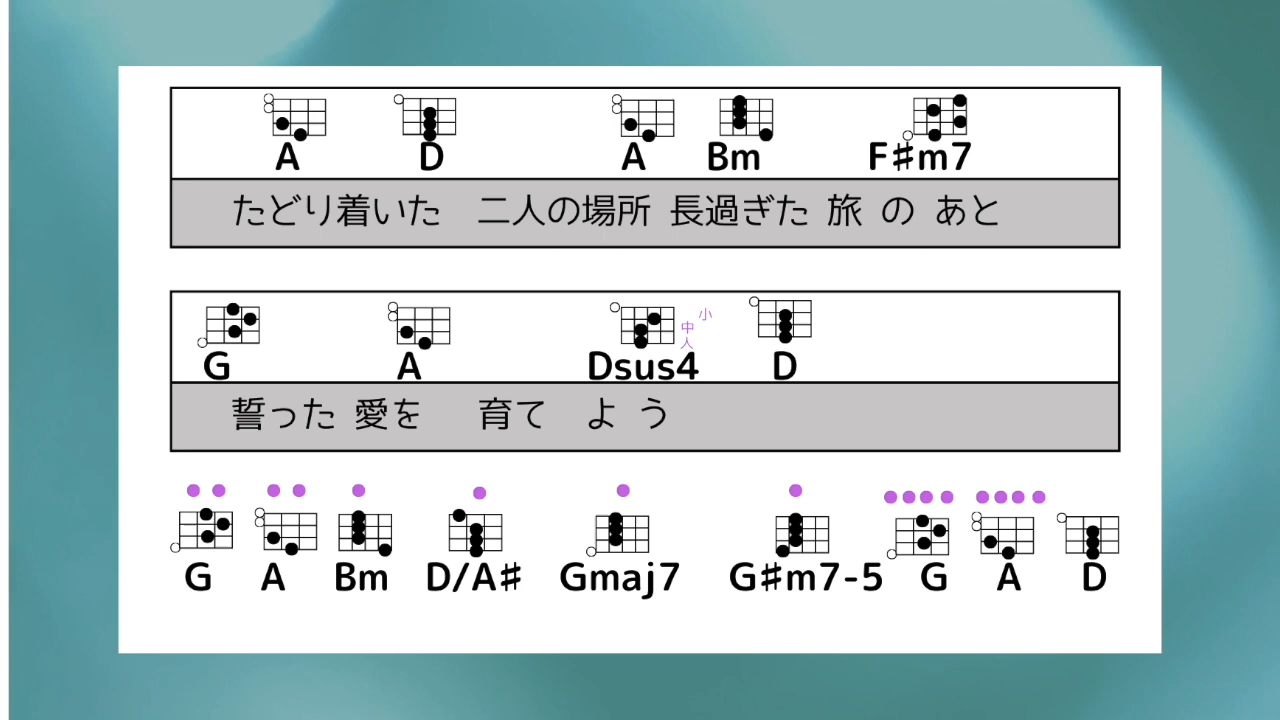 A D A Bm F♯m7
たどり着いた 二人の場所 長過ぎた 旅 の あと
小
中
人
G A Dsus4 D
誓った 愛を 育て よ う
G A Bm D/A♯ Gmaj7 G♯m7-5 G A D